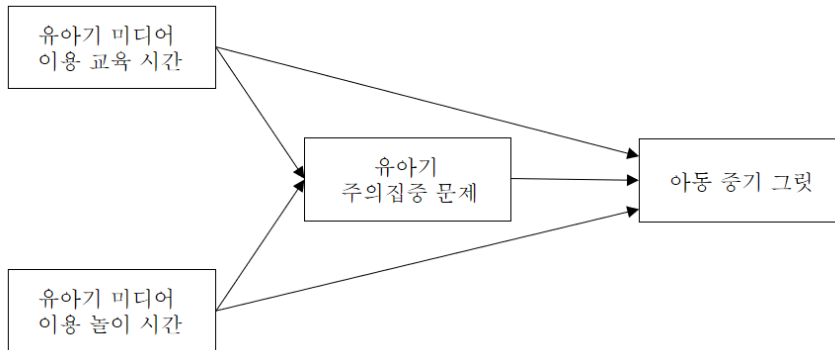 유아기 미디어
이용 교육 시간
유아기
주의집중 문제
아동 중기 그릿
유아기 미디어
이용 놀이 시간